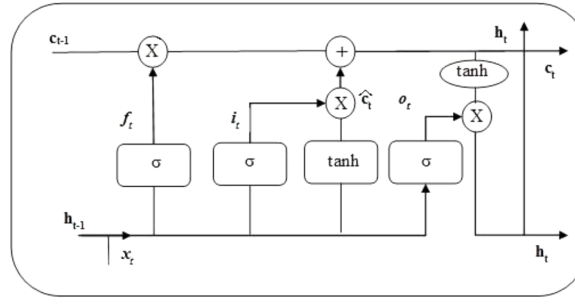 c_t-1
h_t
X
+
tanh
c_t
X
ĉ_t
o_t
X
f_t
i_t
σ
σ
tanh
σ
h_t-1
x_t
h_t